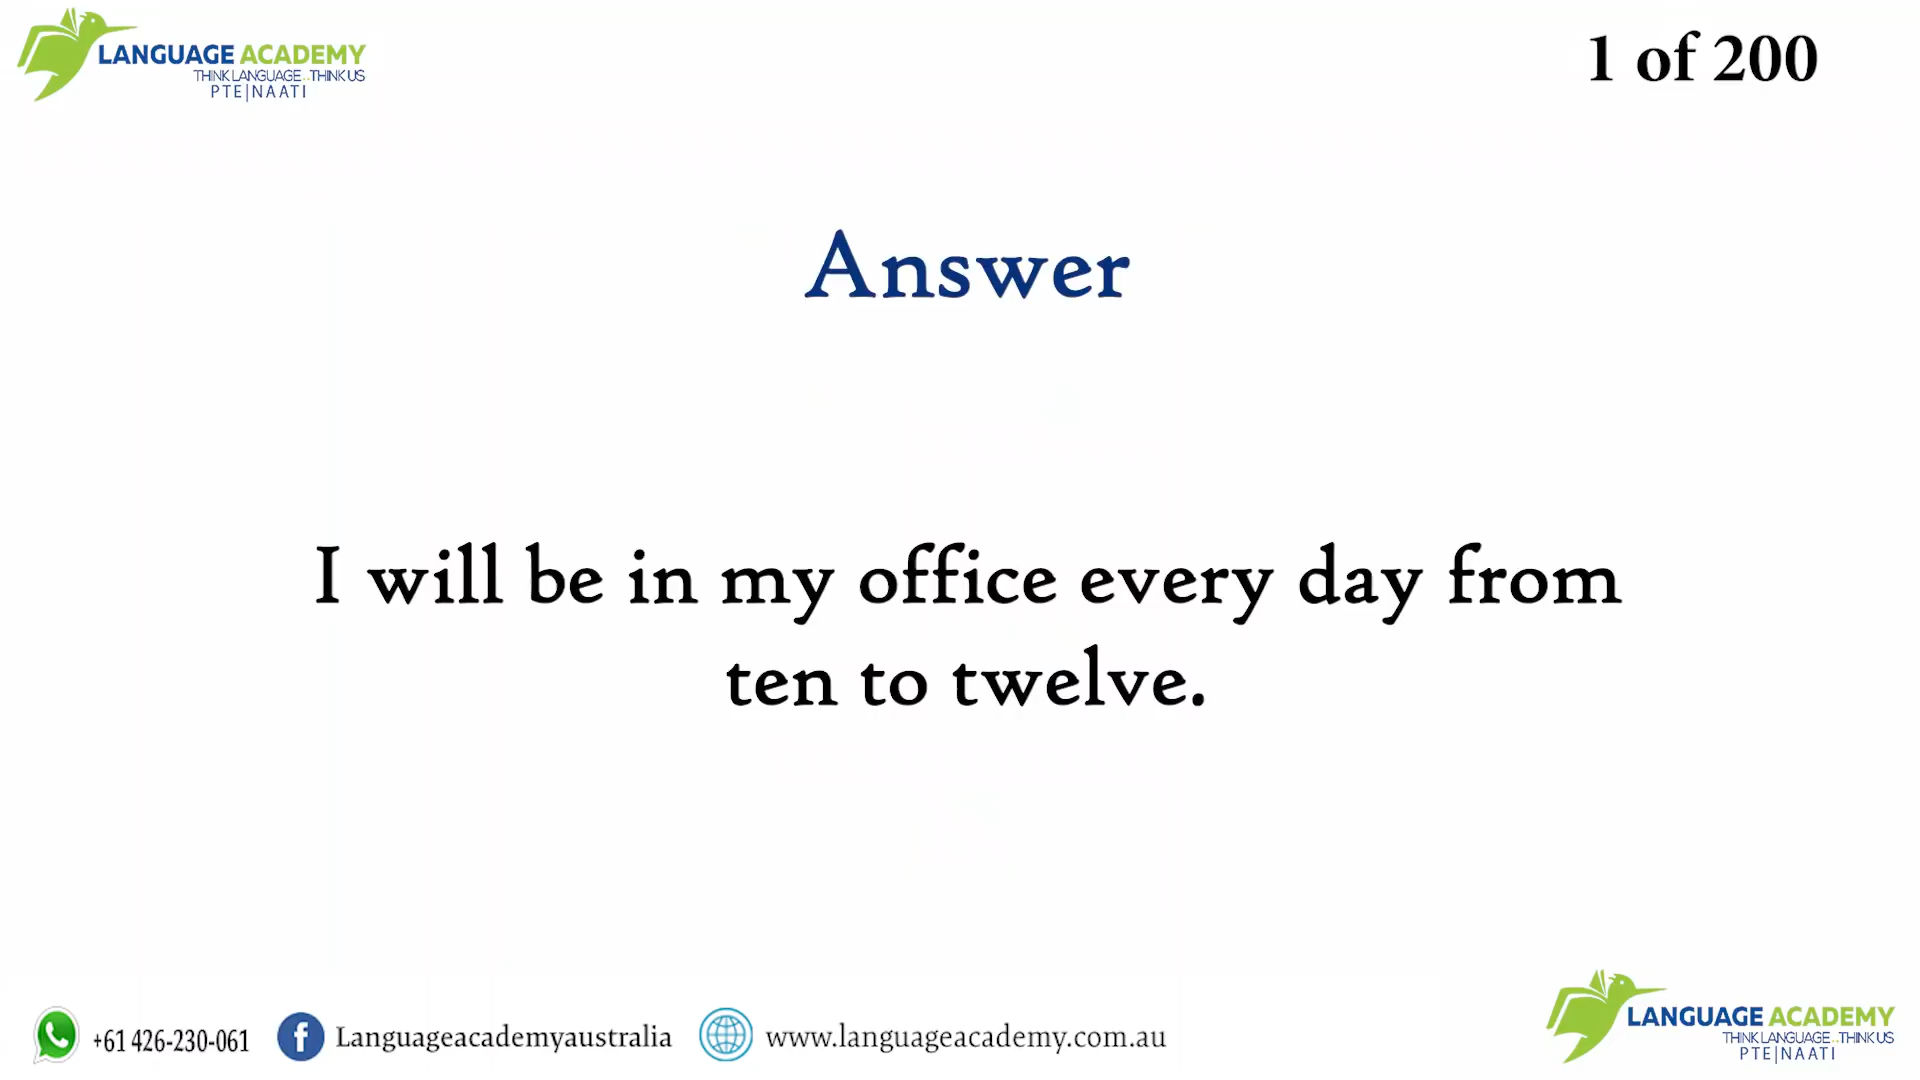 LANGUAGE ACADEMY
THINK LANGUAGE..THINK US
PTE|NAATI
1 of 200
Answer
I will be in my office every day from
ten to twelve.
+61 426-230-061
Languageacademyaustralia
www.languageacademy.com.au
LANGUAGE ACADEMY
THINK LANGUAGE..THINK US
PTE|NAATI